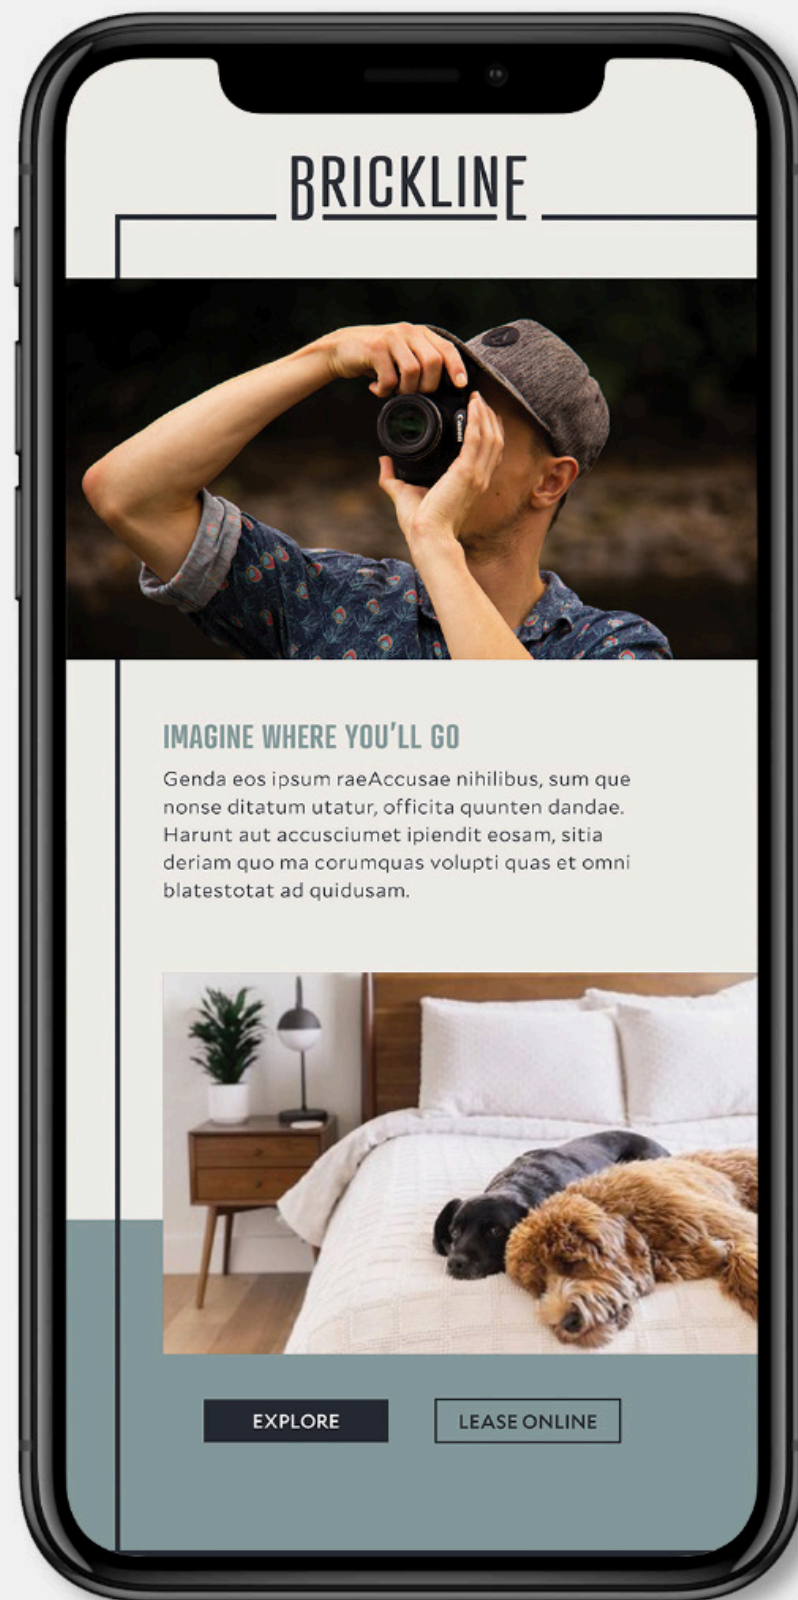 BRICKLINE
Canon
IMAGINE WHERE YOU'LL GO
Genda eos ipsum raeAccusae nihilibus, sum que
nonse ditatum utatur, officita quunten dandae.
Harunt aut accusciumet ipiendit eosam, sitia
deriam quo ma corumquas volupti quas et omni
blatestotat ad quidusam.
EXPLORE
LEASE ONLINE